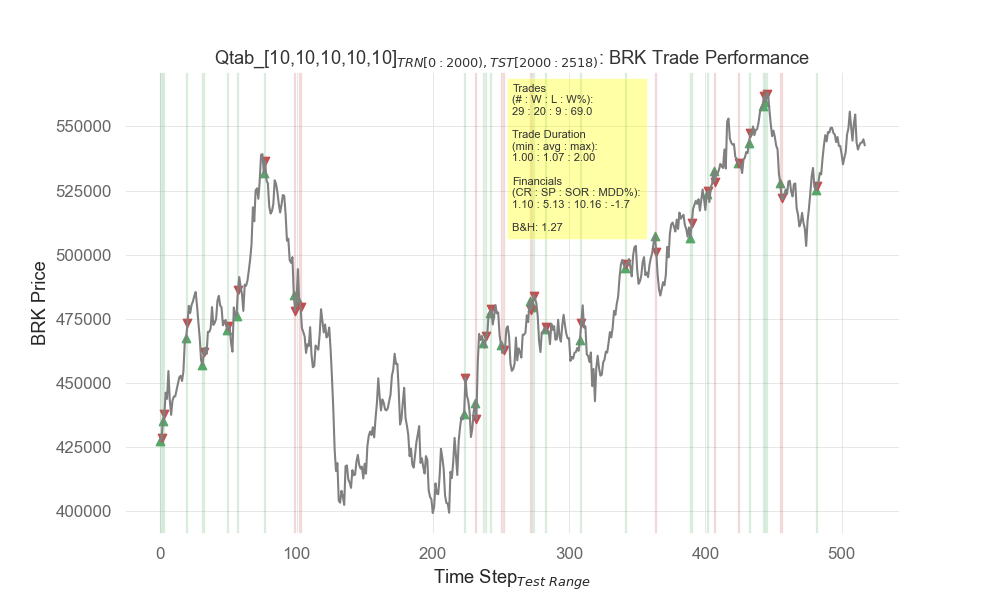 Qtab_[10,10,10,10,10]TRN[0 : 2000), TST[2000 : 2518): BRK Trade Performance
Trades
(# : W : L : W%):
29 : 20 : 9 : 69.0
Trade Duration
(min : avg : max):
1.00 : 1.07 : 2.00
Financials
(CR : SP : SOR : MDD%):
1.10 : 5.13 : 10.16 : -1.7
B&H: 1.27
BRK Price
550000
525000
500000
475000
450000
425000
400000
0 100 200 300 400 500
Time Step Test Range